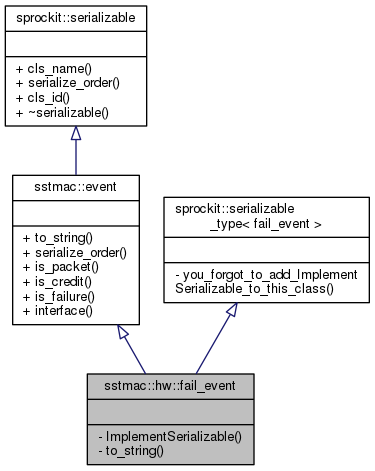 sprockit::serializable
+ cls_name()
+ serialize_order()
+ cls_id()
+ ~serializable()
sstmac::event
+ to_string()
+ serialize_order()
+ is_packet()
+ is_credit()
+ is_failure()
+ interface()
sprockit::serializable
_type< fail_event >
- you_forgot_to_add_Implement
Serializable_to_this_class()
sstmac::hw::fail_event
- ImplementSerializable()
- to_string()